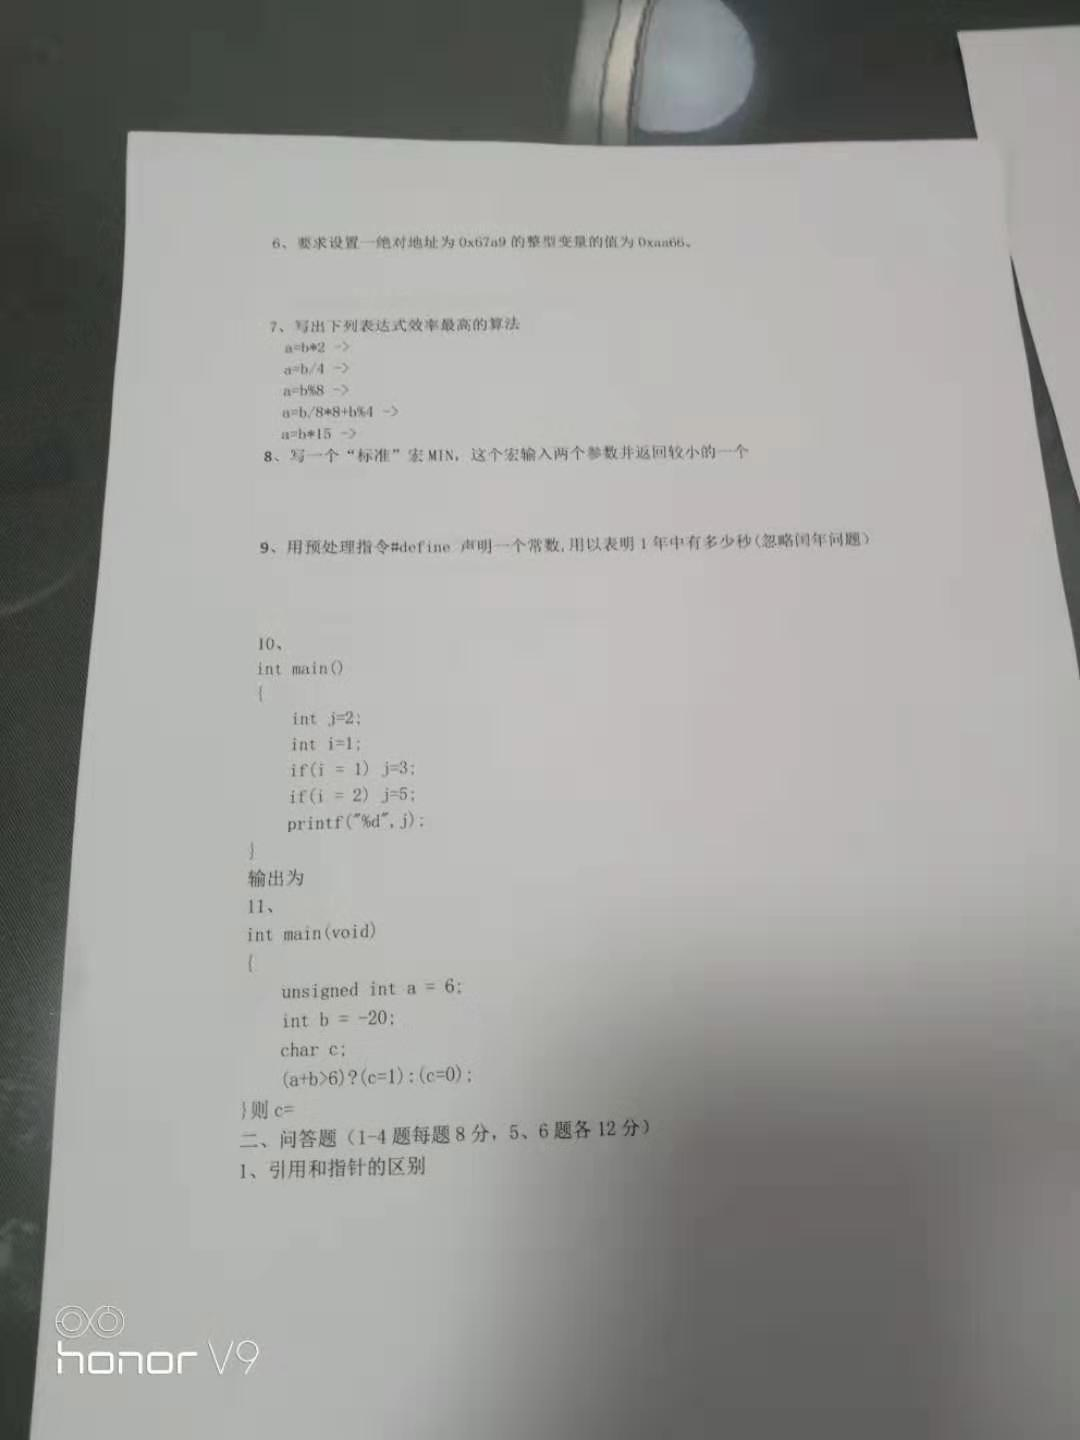 6、要求设置一绝对地址为0x67a9的整型变量的值为0xaa66。
7、写出下列表达式效率最高的算法
a=b*2 ->
a=b/4 ->
a=b%8 ->
a=b/8*8+b%4 ->
a=b*15 ->
8、写一个“标准”宏MIN，这个宏输入两个参数并返回较小的一个
9、用预处理指令#define 声明一个常数,用以表明1年中有多少秒(忽略闰年问题)
10、
int main()
{
int j=2;
int i=1;
if(i = 1) j=3;
if(i = 2) j=5;
printf("%d",j);
}
输出为
11、
int main(void)
{
unsigned int a = 6;
int b = -20;
char c;
(a+b>6)?(c=1):(c=0);
}则c=
二、问答题（1-4题每题8分，5、6题各12分）
1、引用和指针的区别
honor V9